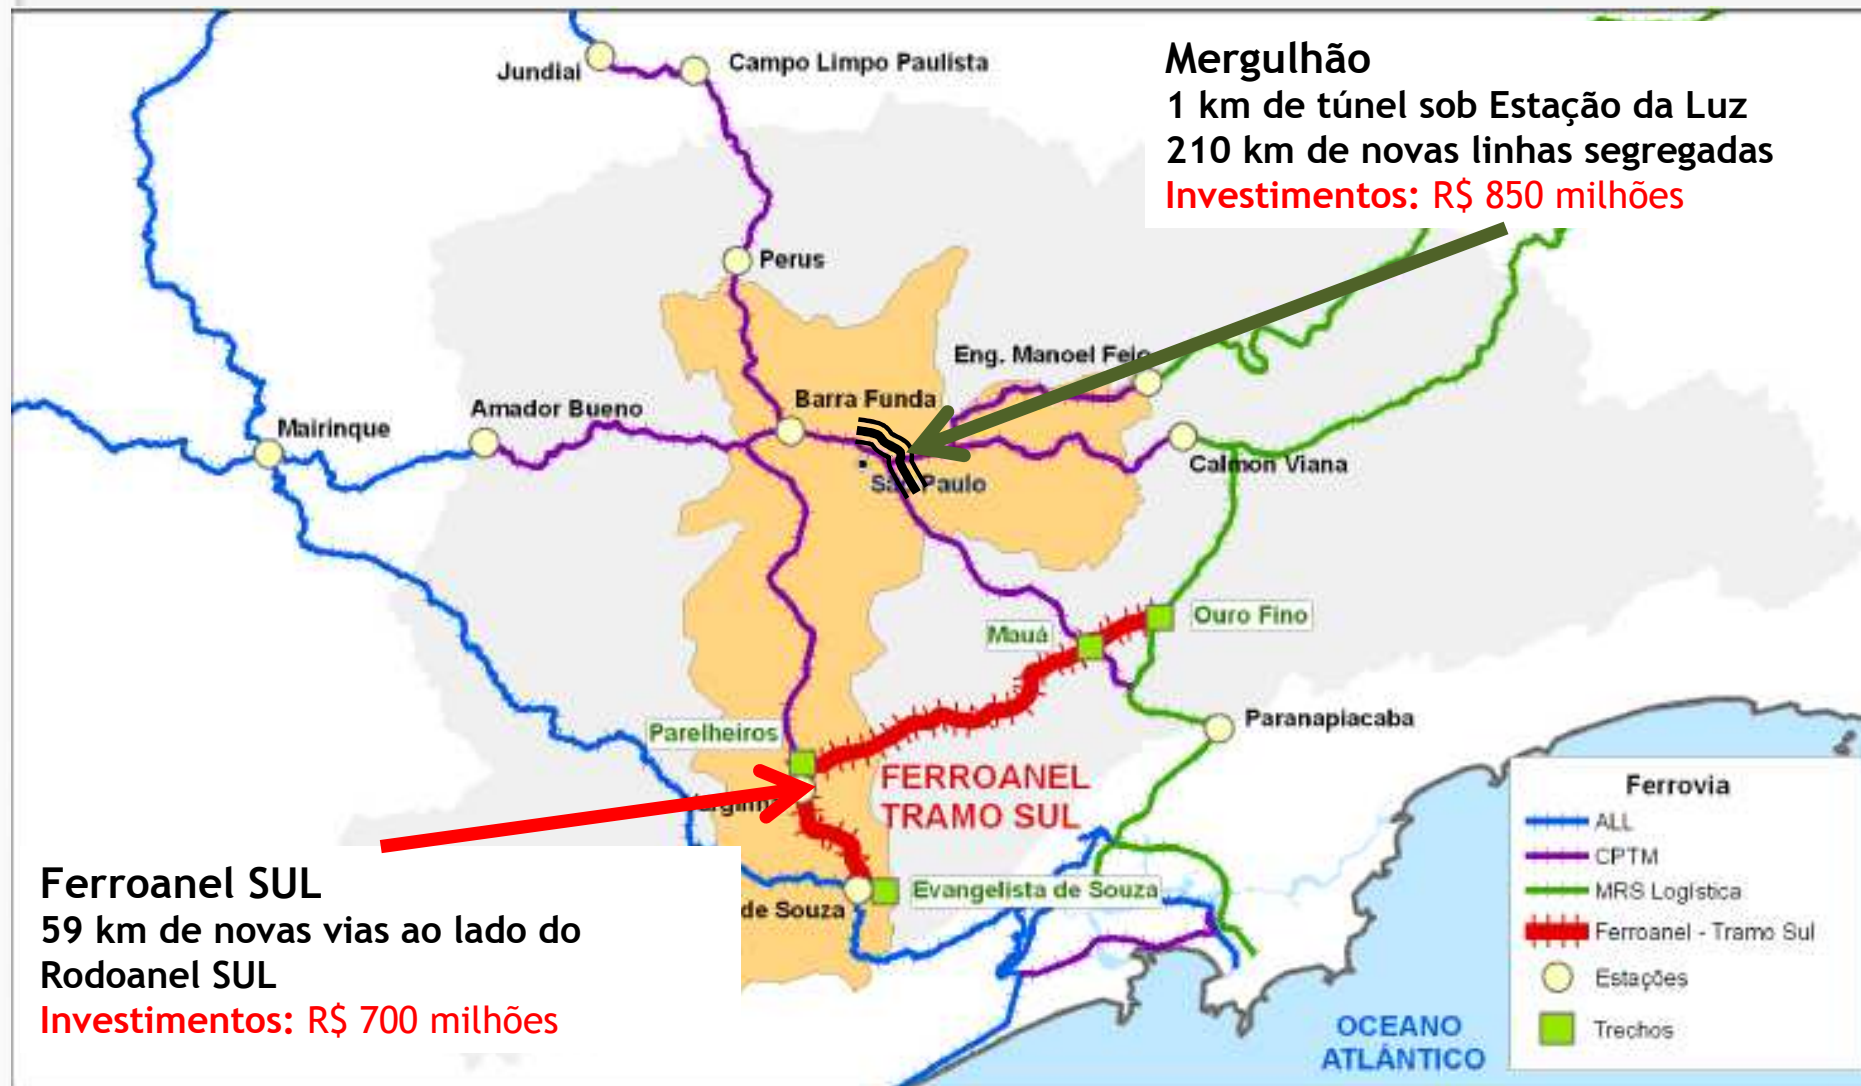 Jundiaí
Campo Limpo Paulista
Mergulhão
1 km de túnel sob Estação da Luz
210 km de novas linhas segregadas
Investimentos: R$ 850 milhões
Perus
Eng. Manoel Feio
Barra Funda
Amador Bueno
Mairinque
São Paulo
Calmon Viana
Ouro Fino
Mauá
Paranapiacaba
Parelheiros
FERROANEL
TRAMO SUL
Ferroanel SUL
59 km de novas vias ao lado do
Rodoanel SUL
Investimentos: R$ 700 milhões
Evangelista de Souza
de Souza
Ferrovia
ALL
CPTM
MRS Logística
Ferroanel - Tramo Sul
Estações
Trechos
OCEANO
ATLÂNTICO